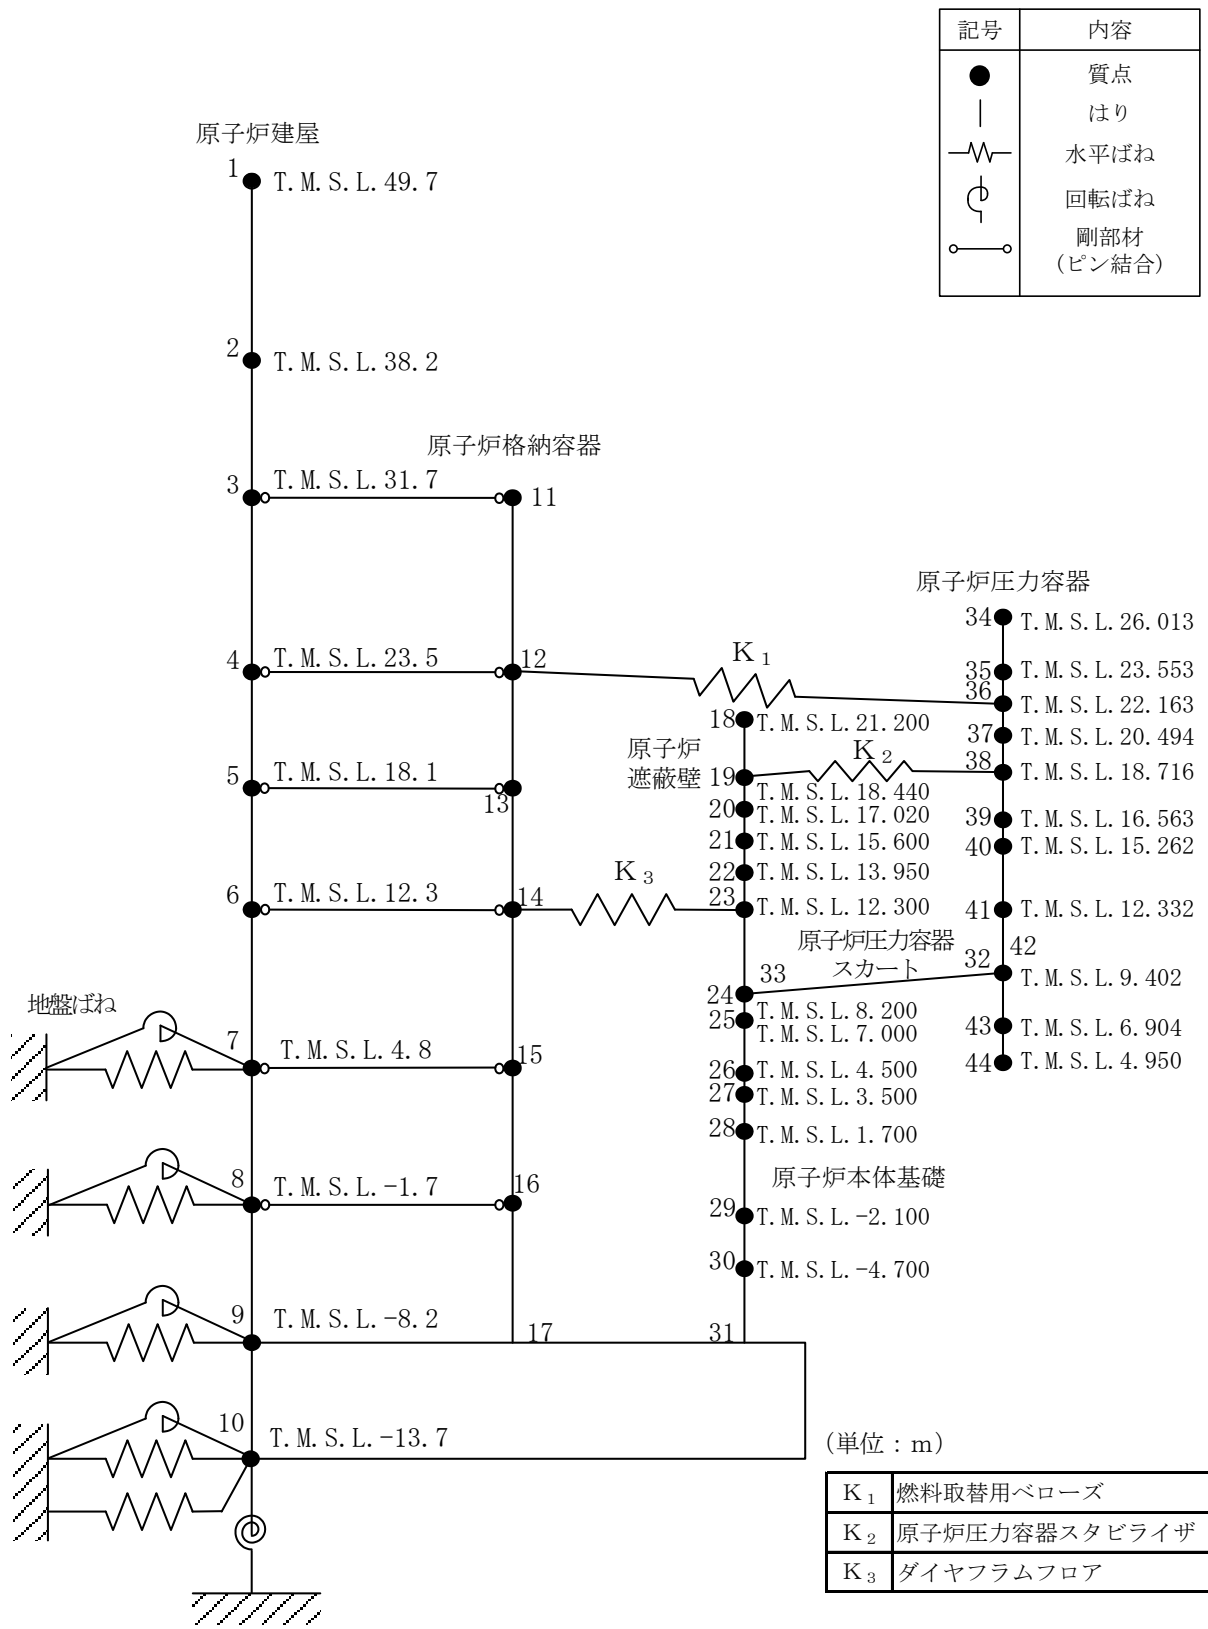 記号 内容
質点
はり
水平ばね
回転ばね
剛部材
(ピン結合)
原子炉建屋
1 T.M.S.L.49.7
2 T.M.S.L.38.2
原子炉格納容器
3 T.M.S.L.31.7 11
原子炉圧力容器
34 T.M.S.L.26.013
4 T.M.S.L.23.5 12 K1 35 T.M.S.L.23.553
36 T.M.S.L.22.163
18 T.M.S.L.21.200
37 T.M.S.L.20.494
原子炉
遮蔽壁
5 T.M.S.L.18.1 13
19 T.M.S.L.18.440 K2 38 T.M.S.L.18.716
20 T.M.S.L.17.020
39 T.M.S.L.16.563
21 T.M.S.L.15.600
40 T.M.S.L.15.262
22 T.M.S.L.13.950
6 T.M.S.L.12.3 14 K3 23 T.M.S.L.12.300
41 T.M.S.L.12.332
原子炉圧力容器
スカート
33 32 42 T.M.S.L.9.402
24 T.M.S.L.8.200
25 T.M.S.L.7.000
43 T.M.S.L.6.904
地盤ばね
7 T.M.S.L.4.8 15
44 T.M.S.L.4.950
26 T.M.S.L.4.500
27 T.M.S.L.3.500
28 T.M.S.L.1.700
原子炉本体基礎
8 T.M.S.L.-1.7 16
29 T.M.S.L.-2.100
30 T.M.S.L.-4.700
9 T.M.S.L.-8.2 17 31
10 T.M.S.L.-13.7
(単位:m)
K1 燃料取替用ベローズ
K2 原子炉圧力容器スタビライザ
K3 ダイヤフラムフロア